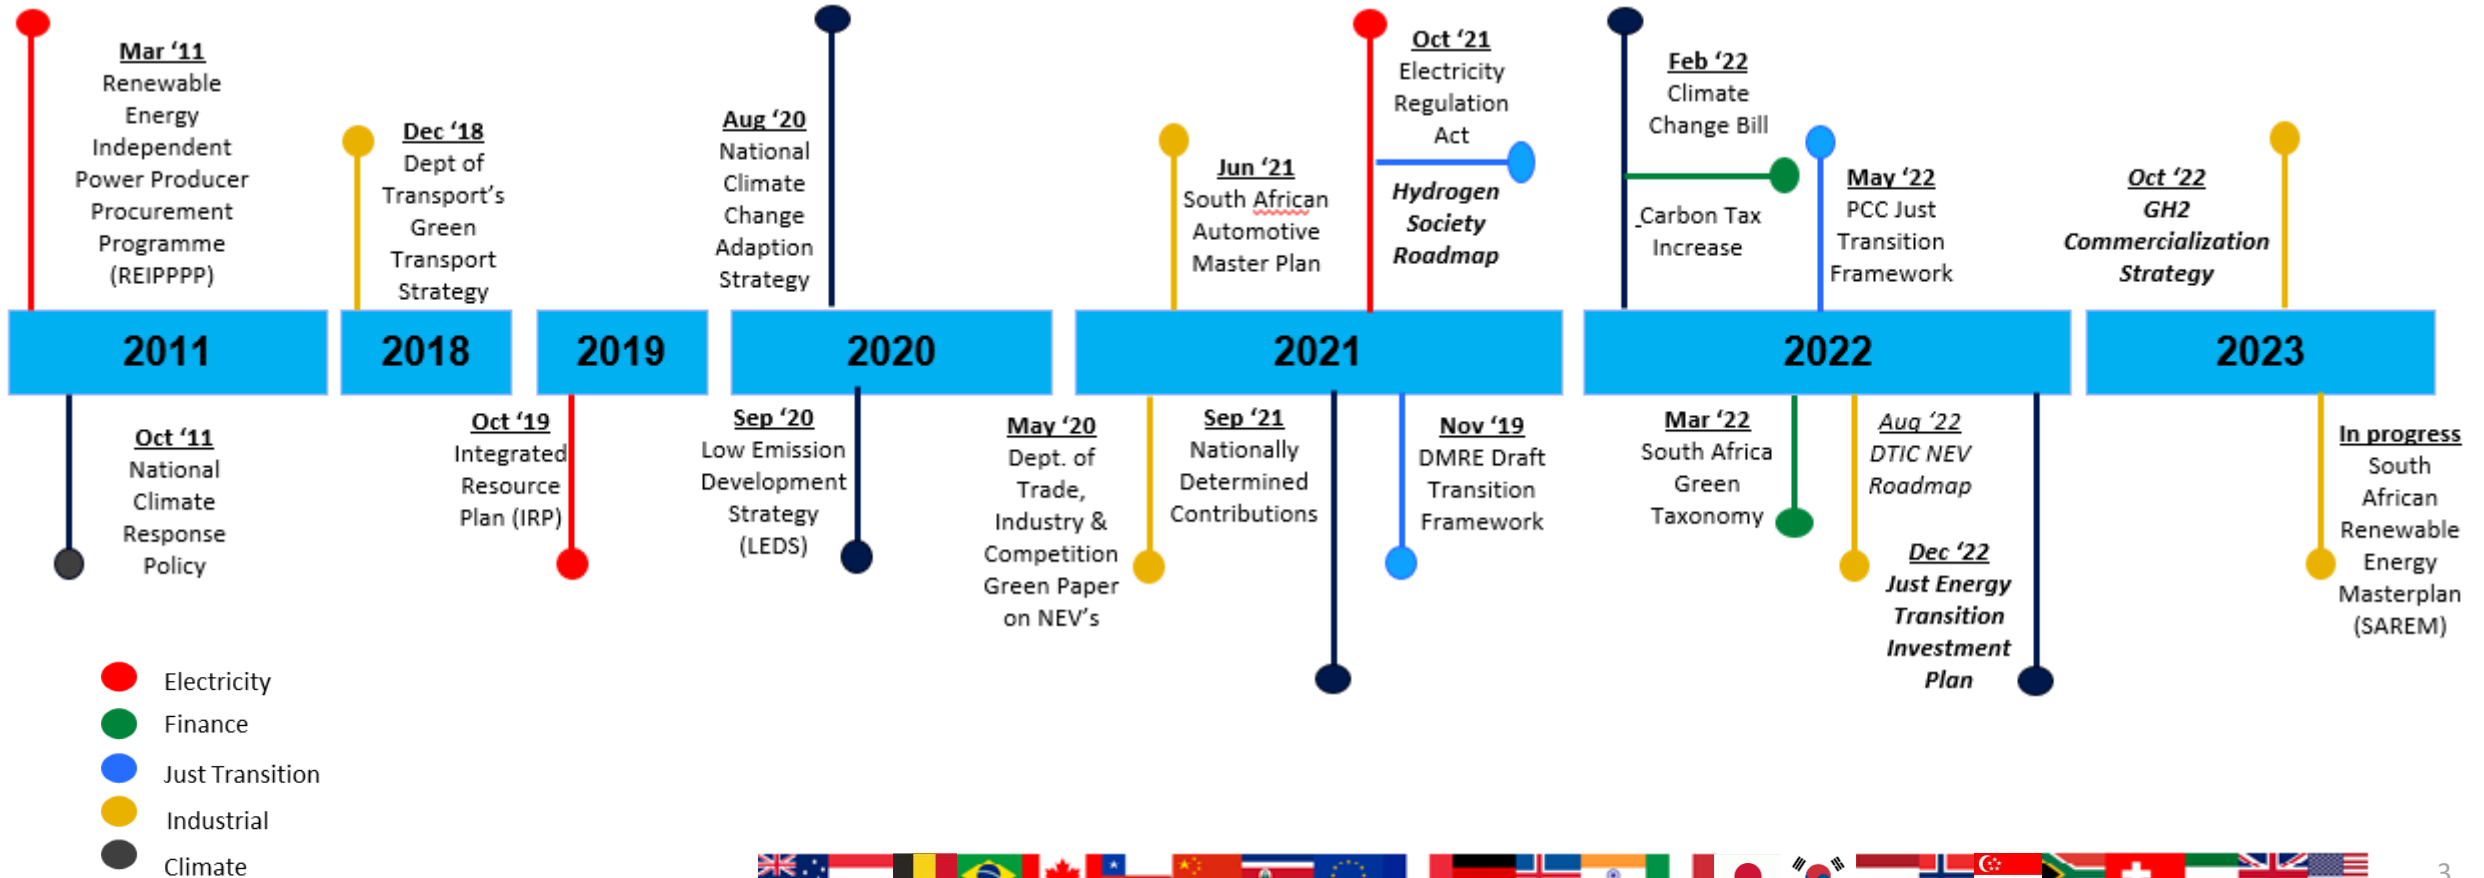 Mar ‘11
Renewable
Energy
Independent
Power Producer
Procurement
Programme
(REIPPPP)
Dec ‘18
Dept of
Transport’s
Green
Transport
Strategy
Aug ‘20
National
Climate
Change
Adaption
Strategy
Jun ‘21
South African
Automotive
Master Plan
Oct ‘21
Electricity
Regulation
Act
Hydrogen
Society
Roadmap
Feb ‘22
Climate
Change Bill
Carbon Tax
Increase
May ‘22
PCC Just
Transition
Framework
Oct ‘22
GH2
Commercialization
Strategy
2011
2018
2019
2020
2021
2022
2023
Oct ‘11
National
Climate
Response
Policy
Oct ‘19
Integrated
Resource
Plan (IRP)
Sep ‘20
Low Emission
Development
Strategy
(LEDS)
May ‘20
Dept. of
Trade,
Industry &
Competition
Green Paper
on NEV’s
Sep ‘21
Nationally
Determined
Contributions
Nov ‘19
DMRE Draft
Transition
Framework
Mar ‘22
South Africa
Green
Taxonomy
Aug ‘22
DTIC NEV
Roadmap
Dec ‘22
Just Energy
Transition
Investment
Plan
In progress
South
African
Renewable
Energy
Masterplan
(SAREM)
Electricity
Finance
Just Transition
Industrial
Climate
3